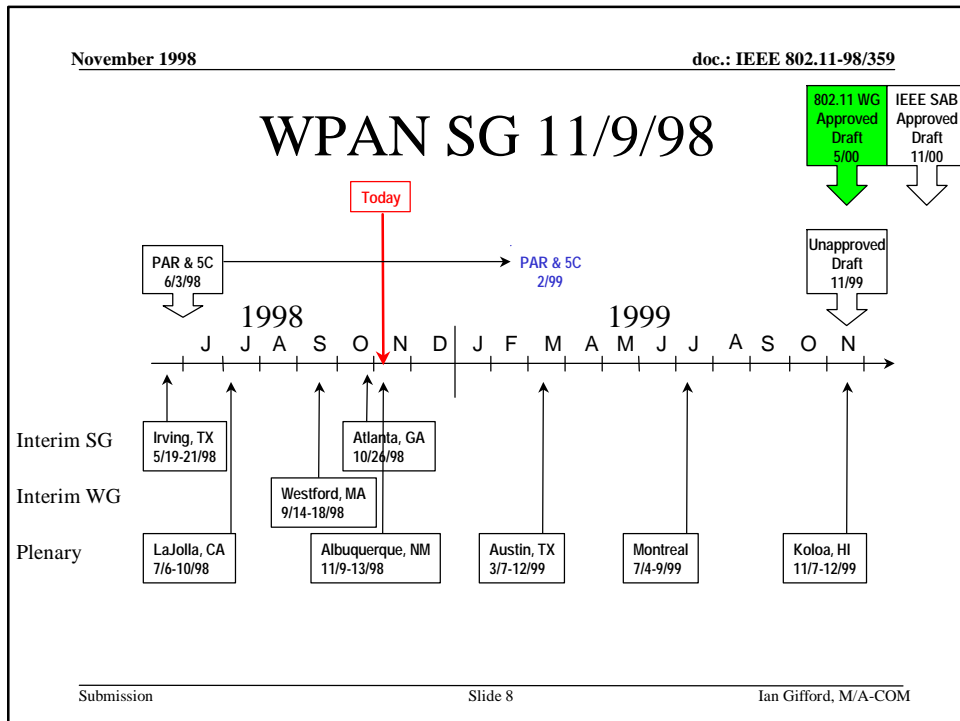 November 1998 doc.: IEEE 802.11-98/359
WPAN SG 11/9/98
802.11 WG
Approved
Draft
5/00
IEEE SAB
Approved
Draft
11/00
Today
PAR & 5C
6/3/98
PAR & 5C
2/99
Unapproved
Draft
11/99
1998 1999
J J A S O N D J F M A M J J A S O N
Interim SG
Irving, TX
5/19-21/98
Atlanta, GA
10/26/98
Interim WG
Westford, MA
9/14-18/98
Plenary
LaJolla, CA
7/6-10/98
Albuquerque, NM
11/9-13/98
Austin, TX
3/7-12/99
Montreal
7/4-9/99
Koloa, HI
11/7-12/99
Submission Slide 8 Ian Gifford, M/A-COM